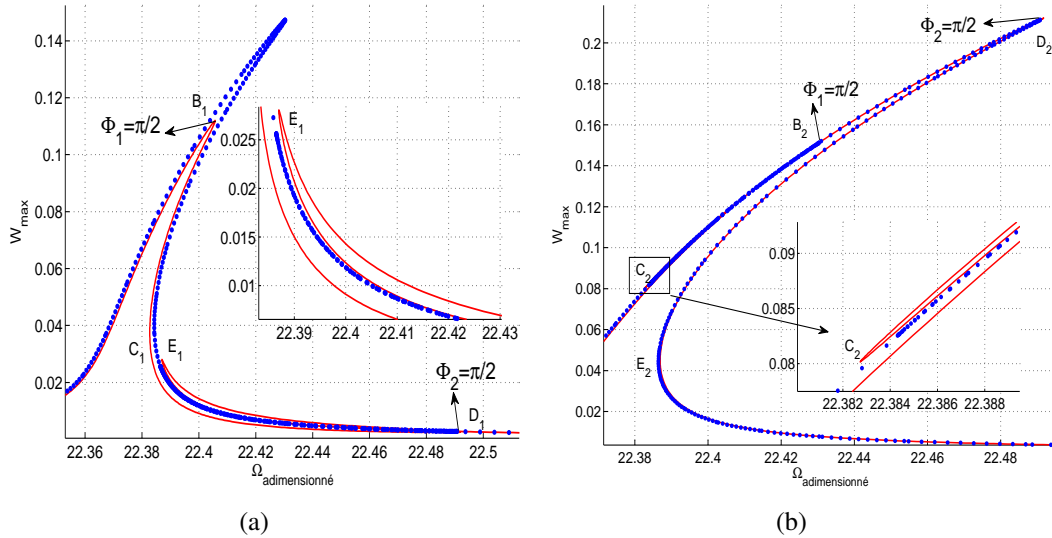 0.14
0.12
0.1
0.08
0.06
0.04
0.02
W_max
22.36
22.38
22.4
22.42
22.44
22.46
22.48
22.5
Ω_adimensionné
B_1
Φ_1=π/2
C_1
E_1
Φ_2=π/2
D_1
0.025
0.02
0.015
0.01
22.39
22.4
22.41
22.42
22.43
E_1
(a)
0.2
0.18
0.16
0.14
0.12
0.1
0.08
0.06
0.04
0.02
0
W_max
22.38
22.4
22.42
22.44
22.46
22.48
Ω_adimensionné
Φ_2=π/2
D_2
Φ_1=π/2
B_2
C_2
E_2
0.09
0.085
0.08
C_2
22.382
22.384
22.386
22.388
(b)